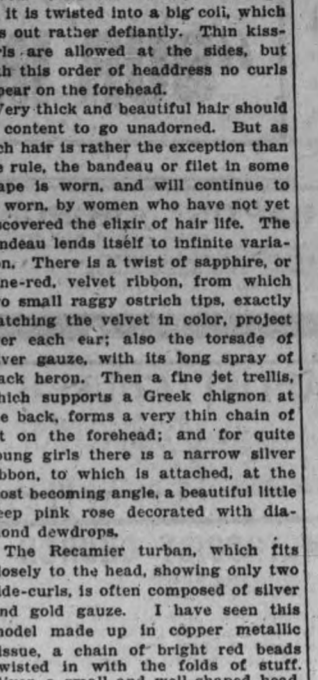 it is twisted into a big coil, which
s out rather defiantly. Thin kiss-
rls are allowed at the sides, but
h this order of headdress no curls
pear on the forehead.
ery thick and beautiful hair should
content to go unadorned. But as
ch hair is rather the exception than
e rule, the bandeau or filet in some
ape is worn, and will continue to
worn, by women who have not yet
scovered the elixir of hair life. The
ndeau lends itself to infinite varia-
on. There is a twist of sapphire, or
ne-red, velvet ribbon, from which
o small raggy ostrich tips, exactly
atching the velvet in color, project
er each ear; also the torsade of
ver gauze, with its long spray of
ack heron. Then a fine jet trellis,
hich supports a Greek chignon at
e back, forms a very thin chain of
t on the forehead; and for quite
oung girls there is a narrow silver
bbon, to which is attached, at the
ost becoming angle, a beautiful little
eep pink rose decorated with dia-
ond dewdrops.
The Recamier turban, which fits
losely to the head, showing only two
ide-curls, is often composed of silver
nd gold gauze. I have seen this
odel made up in copper metallic
issue, a chain of bright red beads
wisted in with the folds of stuff.